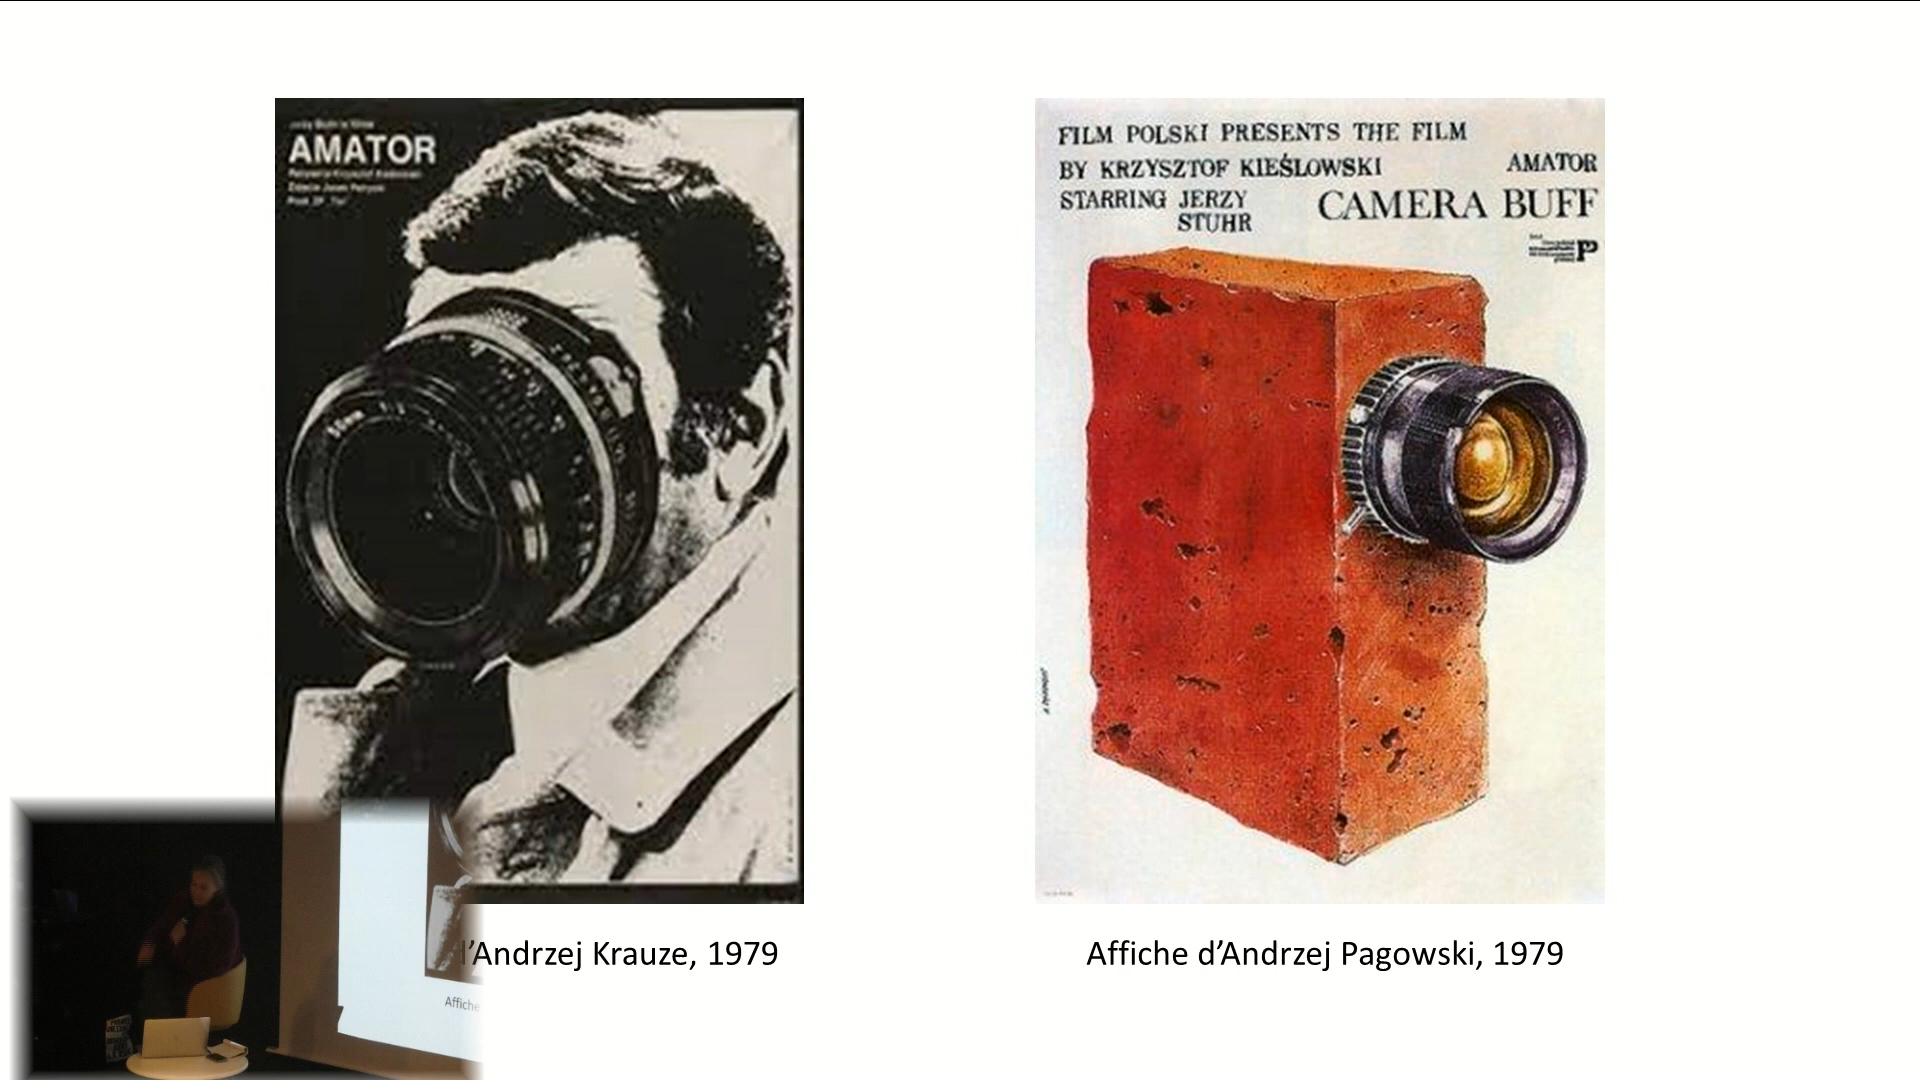 AMATOR
FILM POLSKI PRESENTS THE FILM
BY KRZYSZTOF KIEŚLOWSKI
STARRING JERZY
STUHR
AMATOR
CAMERA BUFF
l’Andrzej Krauze, 1979
Affiche d’Andrzej Pagowski, 1979
Affiche